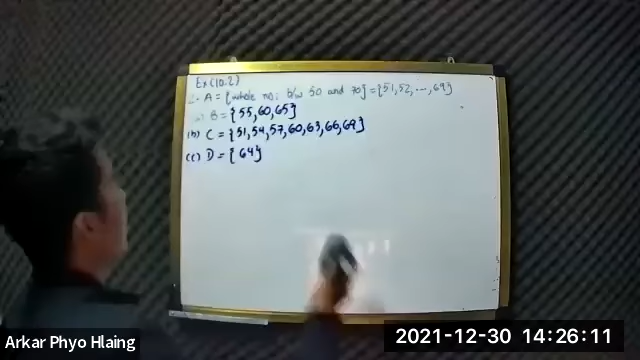 Ex (10.2)
2. A = {whole no: b/w 50 and 70} = {51,52, ..., 69}
(a) B = {55,60,65}
(b) C = {51,54,57,60,63,66,69}
(c) D = {64}
Arkar Phyo Hlaing
2021-12-30 14:26:11